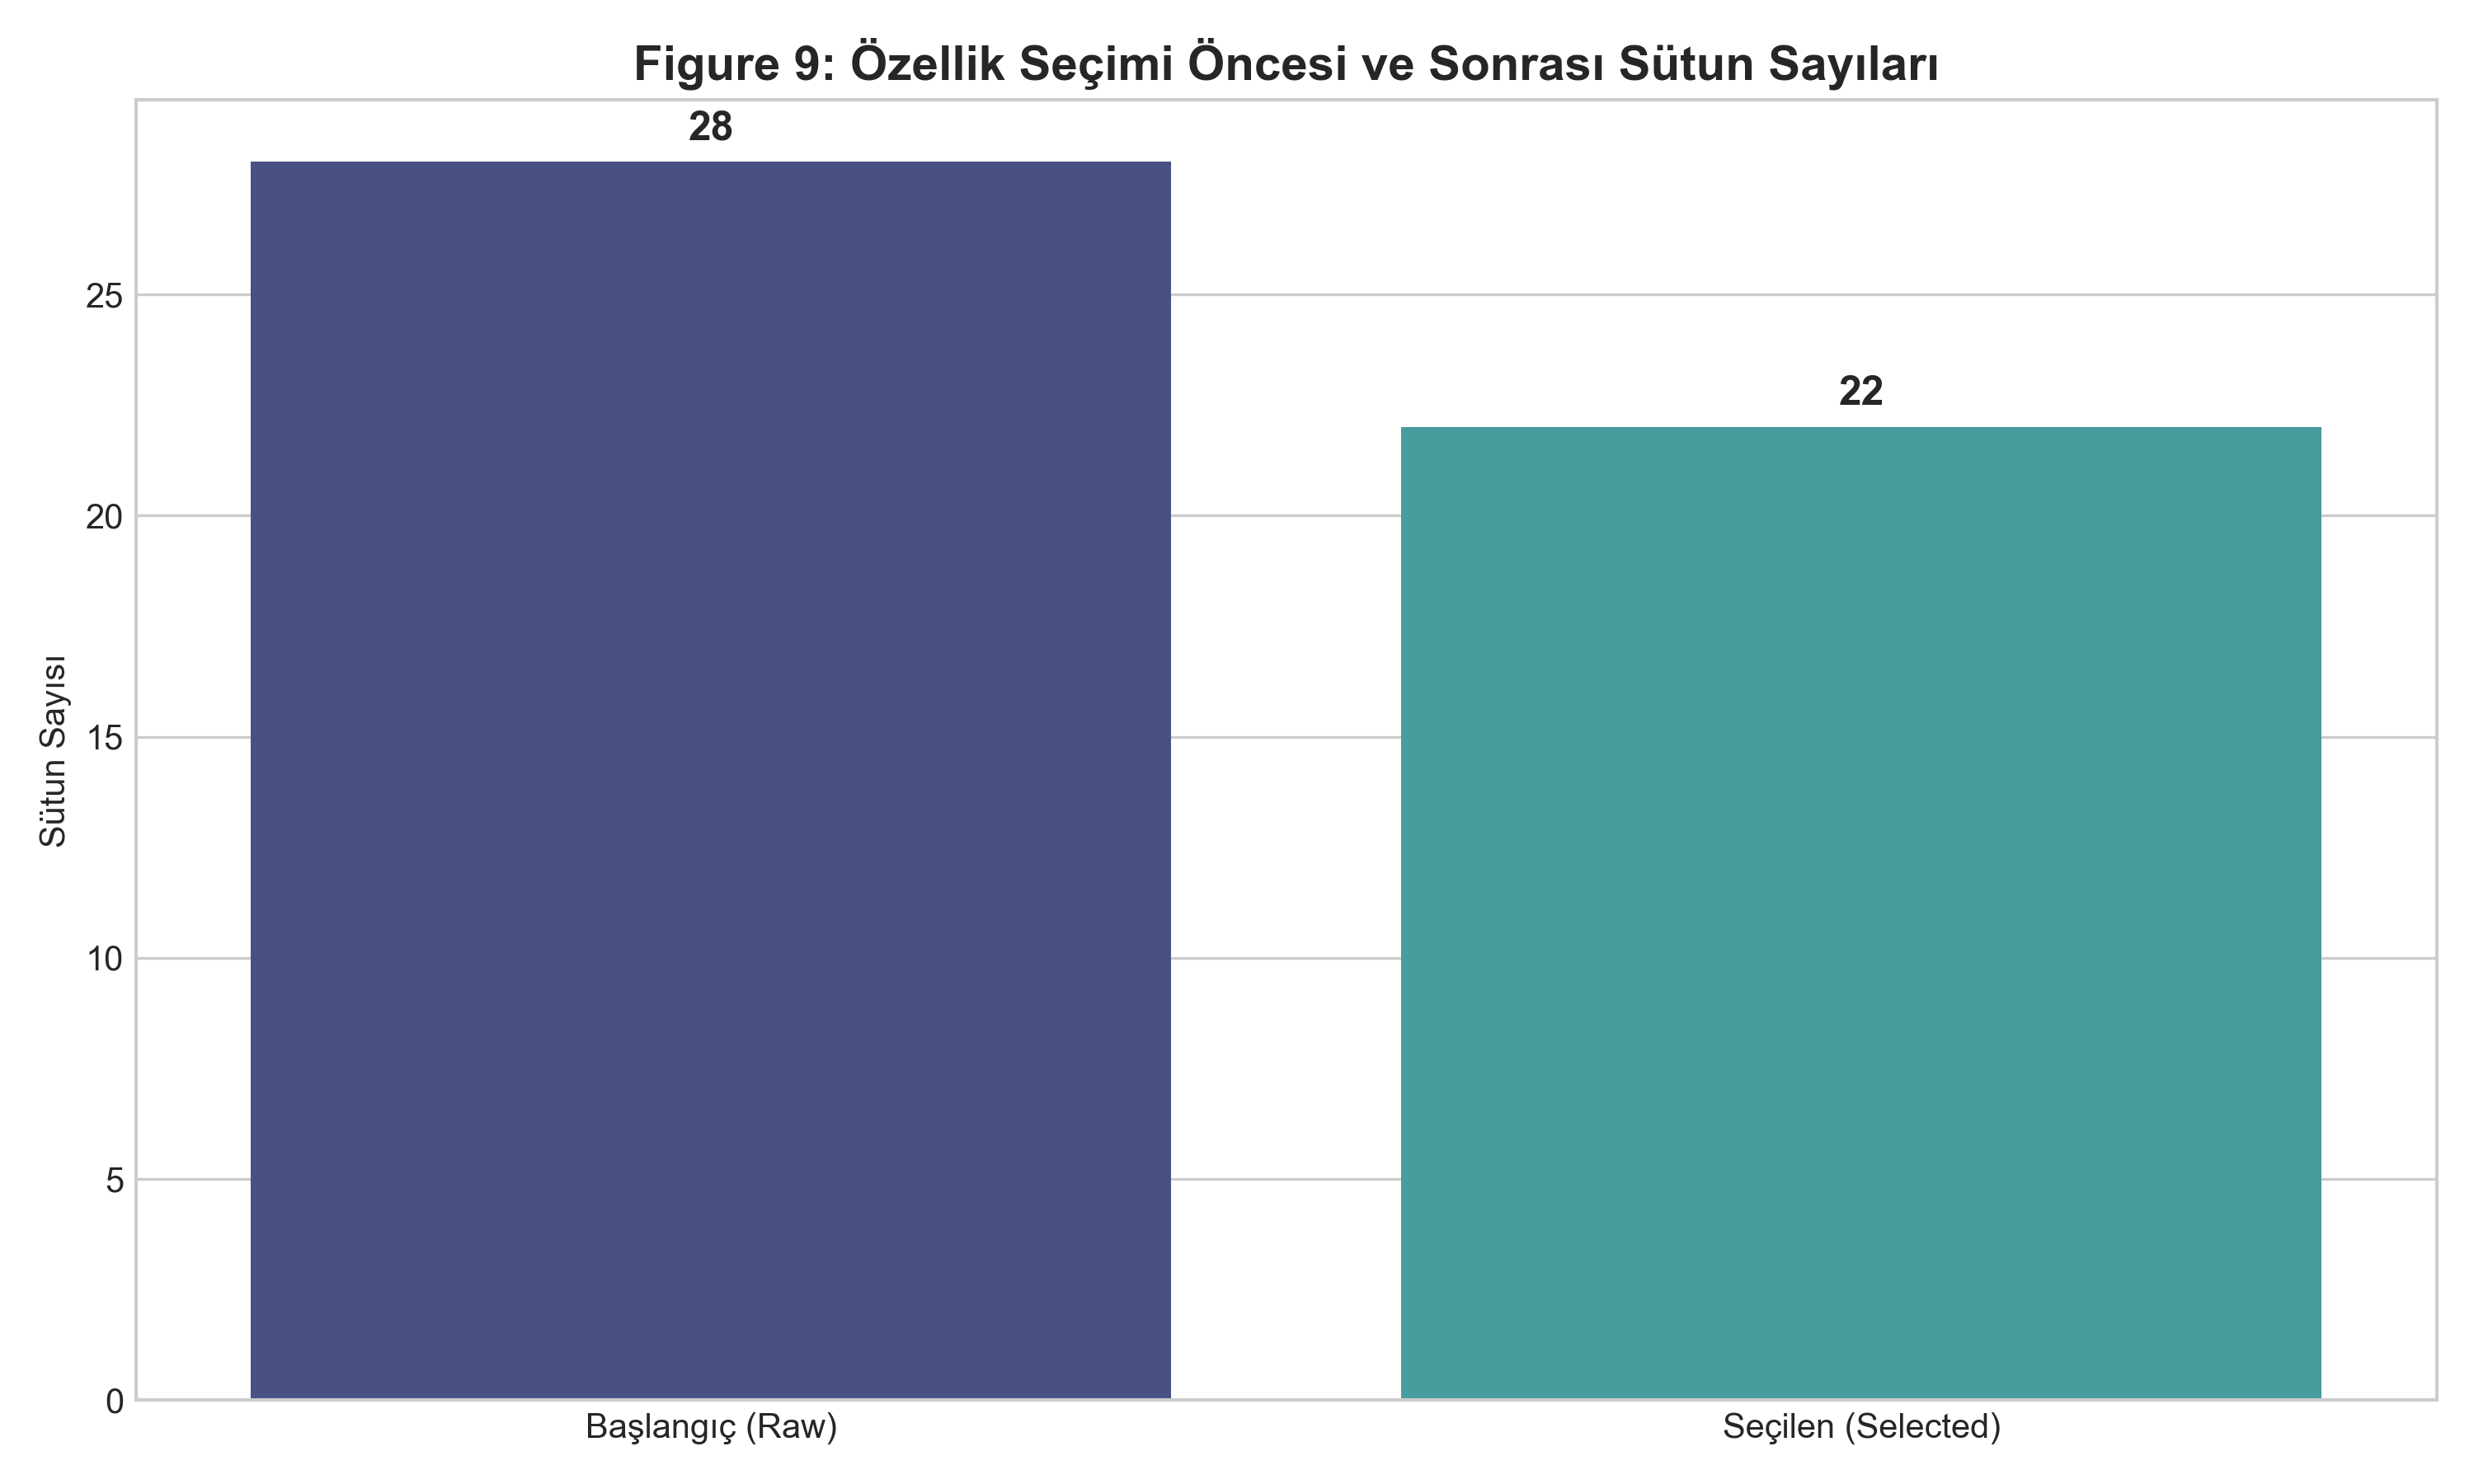 Figure 9: Özellik Seçimi Öncesi ve Sonrası Sütun Sayıları
28
22
25
20
15
10
5
0
Sütun Sayısı
Başlangıç (Raw)
Seçilen (Selected)